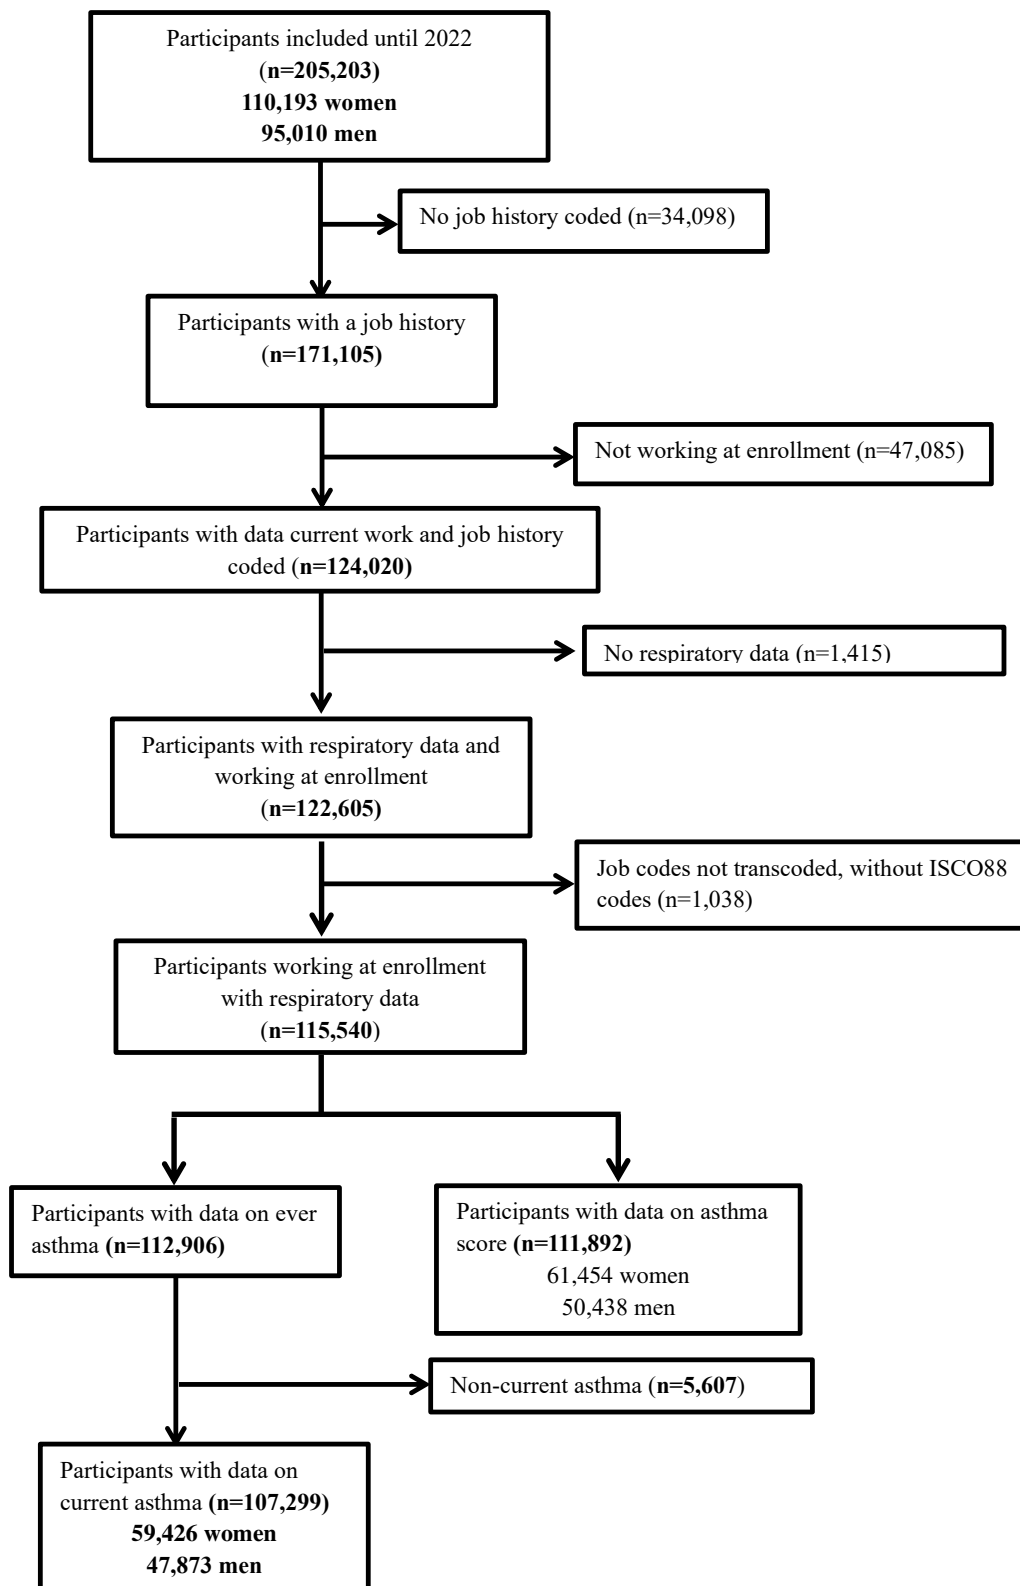 Participants included until 2022
(n=205,203)
110,193 women
95,010 men
No job history coded (n=34,098)
Participants with a job history
(n=171,105)
Not working at enrollment (n=47,085)
Participants with data current work and job history
coded (n=124,020)
No respiratory data (n=1,415)
Participants with respiratory data and
working at enrollment
(n=122,605)
Job codes not transcoded, without ISCO88
codes (n=1,038)
Participants working at enrollment
with respiratory data
(n=115,540)
Participants with data on ever
asthma (n=112,906)
Participants with data on asthma
score (n=111,892)
61,454 women
50,438 men
Non-current asthma (n=5,607)
Participants with data on
current asthma (n=107,299)
59,426 women
47,873 men